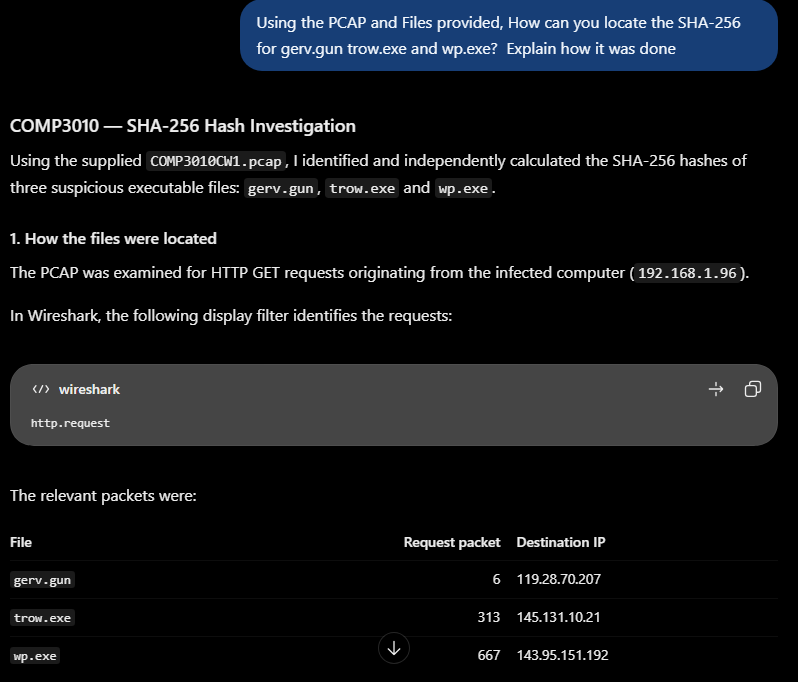 Using the PCAP and Files provided, How can you locate the SHA-256
for gerv.gun trow.exe and wp.exe?  Explain how it was done
COMP3010 — SHA-256 Hash Investigation
Using the supplied COMP3010CW1.pcap, I identified and independently calculated the SHA-256 hashes of
three suspicious executable files: gerv.gun, trow.exe and wp.exe.
1. How the files were located
The PCAP was examined for HTTP GET requests originating from the infected computer (192.168.1.96).
In Wireshark, the following display filter identifies the requests:
</> wireshark
http.request
The relevant packets were:
File Request packet Destination IP
gerv.gun 6 119.28.70.207
trow.exe 313 145.131.10.21
wp.exe 667 143.95.151.192